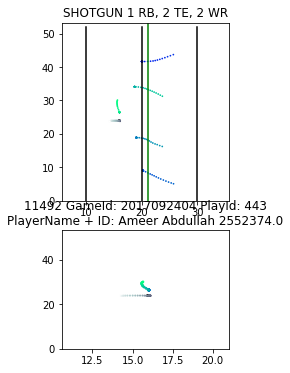 SHOTGUN 1 RB, 2 TE, 2 WR
50
40
30
20
10
0
10 20 30
11492 GameId: 2017092404 PlayId: 443
PlayerName + ID: Ameer Abdullah 2552374.0
40
20
0
12.5 15.0 17.5 20.0